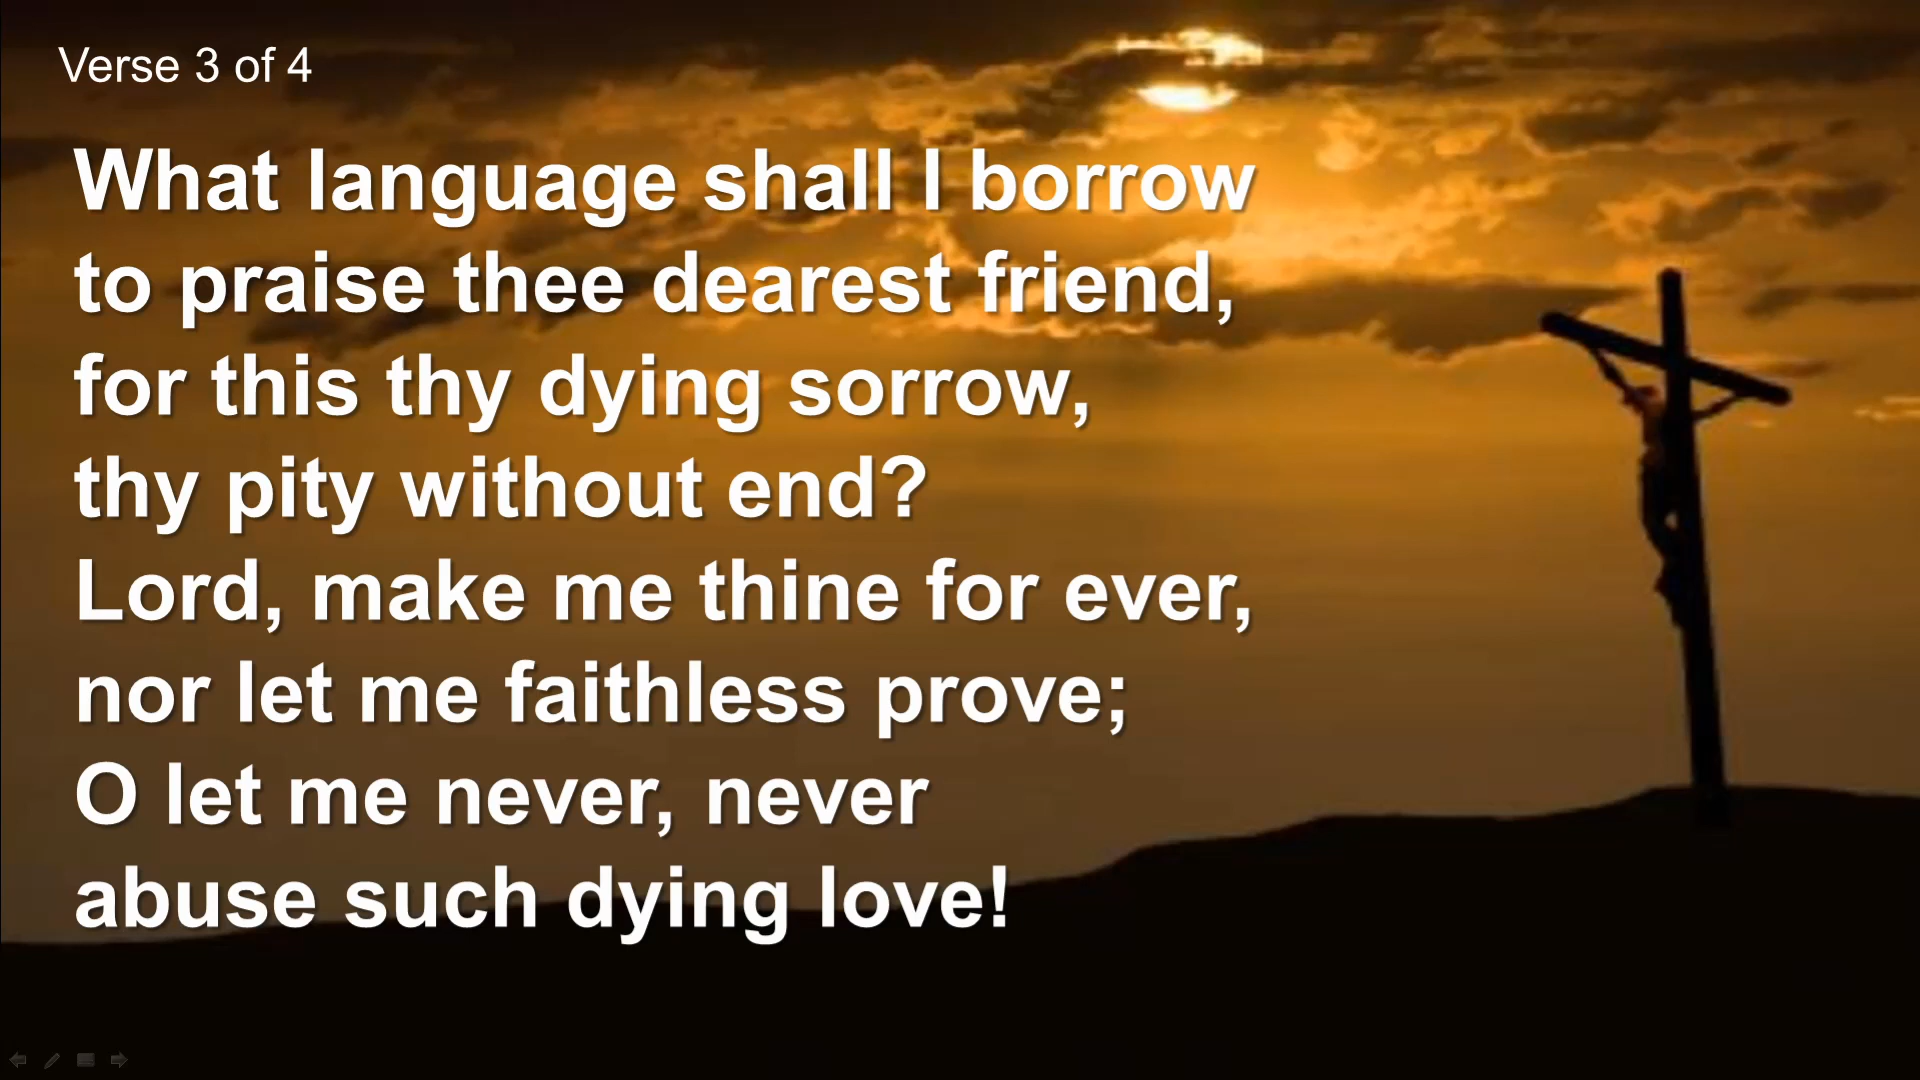 Verse 3 of 4
What language shall I borrow
to praise thee dearest friend,
for this thy dying sorrow,
thy pity without end?
Lord, make me thine for ever,
nor let me faithless prove;
O let me never, never
abuse such dying love!